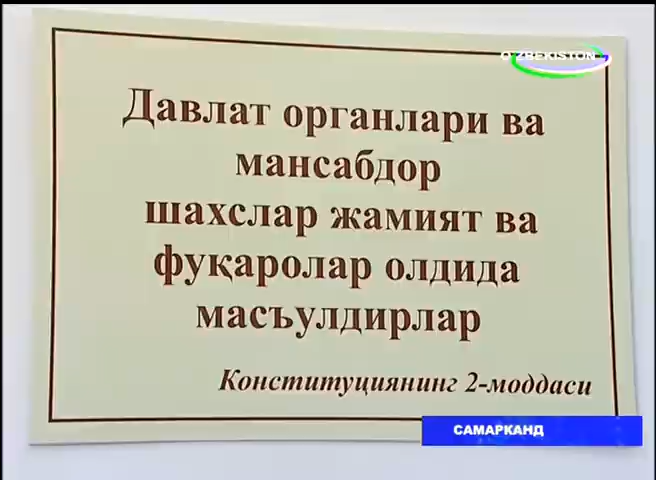 O'ZBEKISTON
Давлат органлари ва
мансабдор
шахслар жамият ва
фуқаролар олдида
масъулдирлар
Конституциянинг 2-моддаси
САМАРКАНД